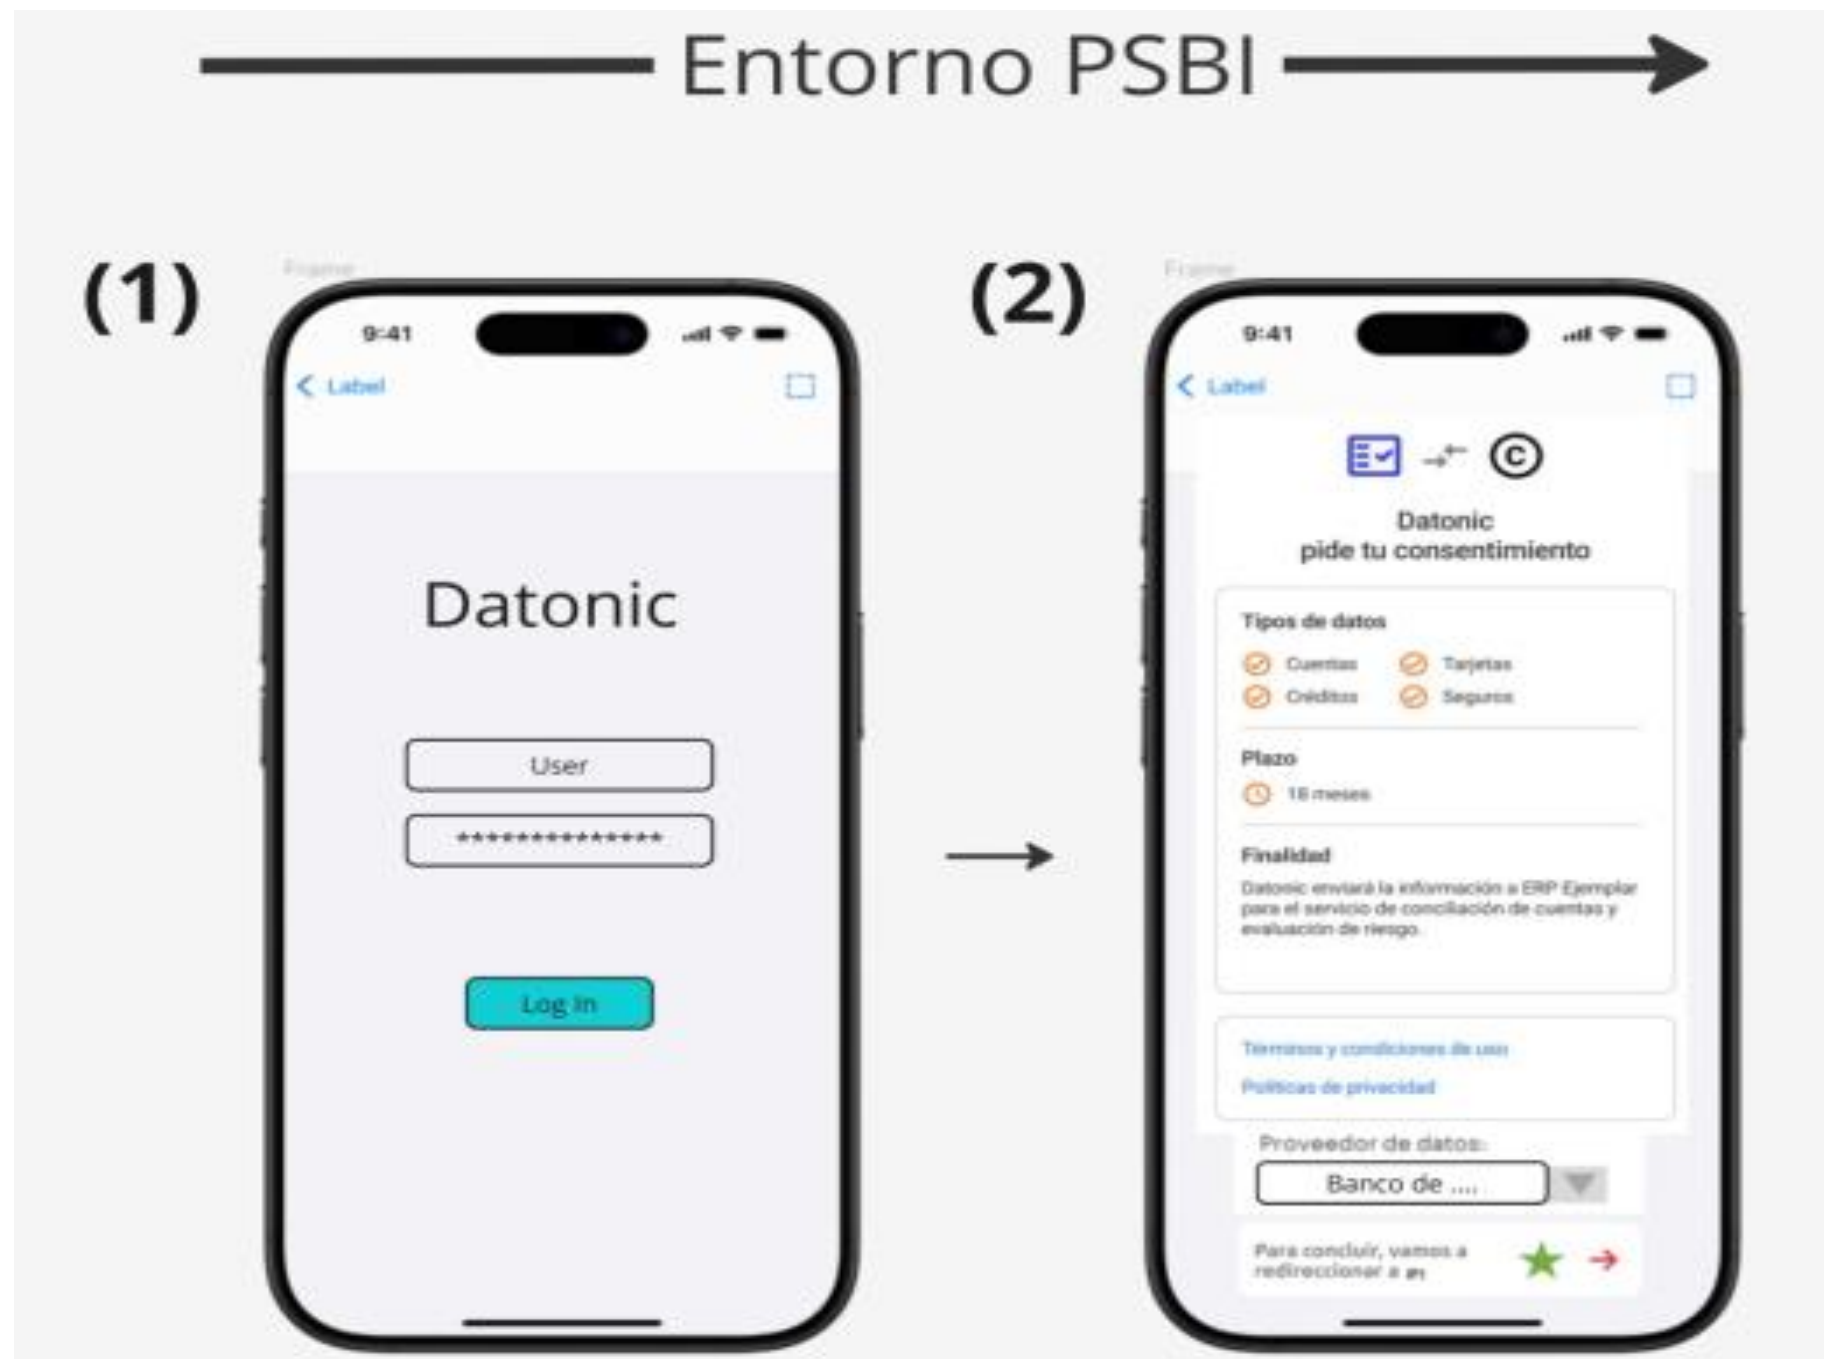 Entorno PSBI
(1)
Frame
9:41
Label
Datonic
User
**************
Log In
(2)
Frame
9:41
Label
C
Datonic
pide tu consentimiento
Tipos de datos
Cuentas Tarjetas
Créditos Seguros
Plazo
18 meses
Finalidad
Datonic enviará la información a ERP Ejemplar
para el servicio de conciliación de cuentas y
evaluación de riesgo.
Términos y condiciones de uso
Políticas de privacidad
Proveedor de datos:
Banco de ....
Para concluir, vamos a
redireccionar a